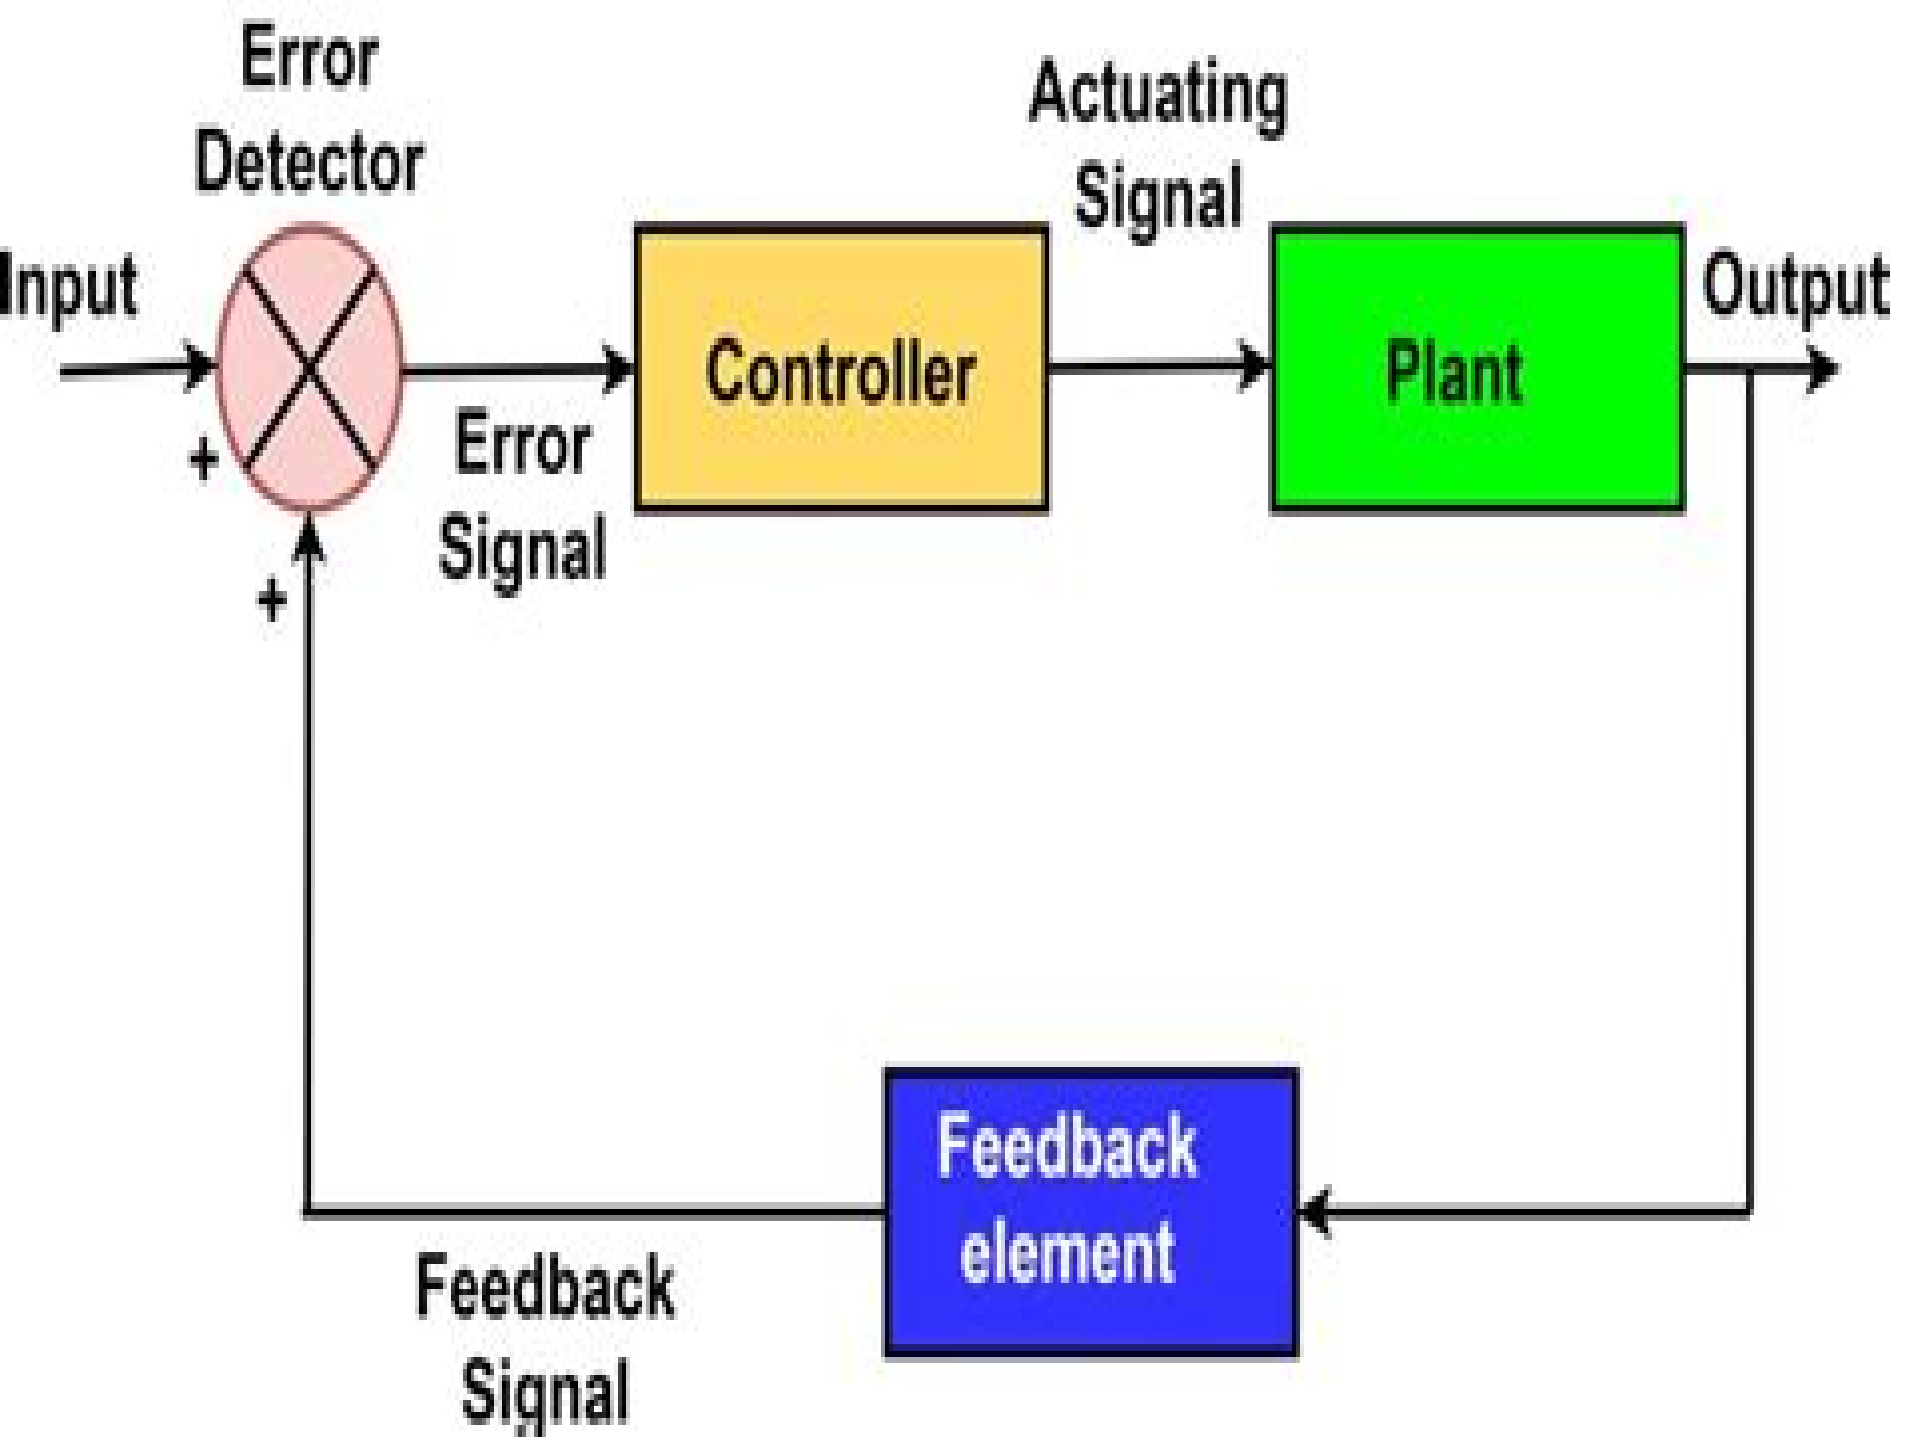 Error
Detector
Input
+
+
Error
Signal
Controller
Actuating
Signal
Plant
Output
Feedback
element
Feedback
Signal